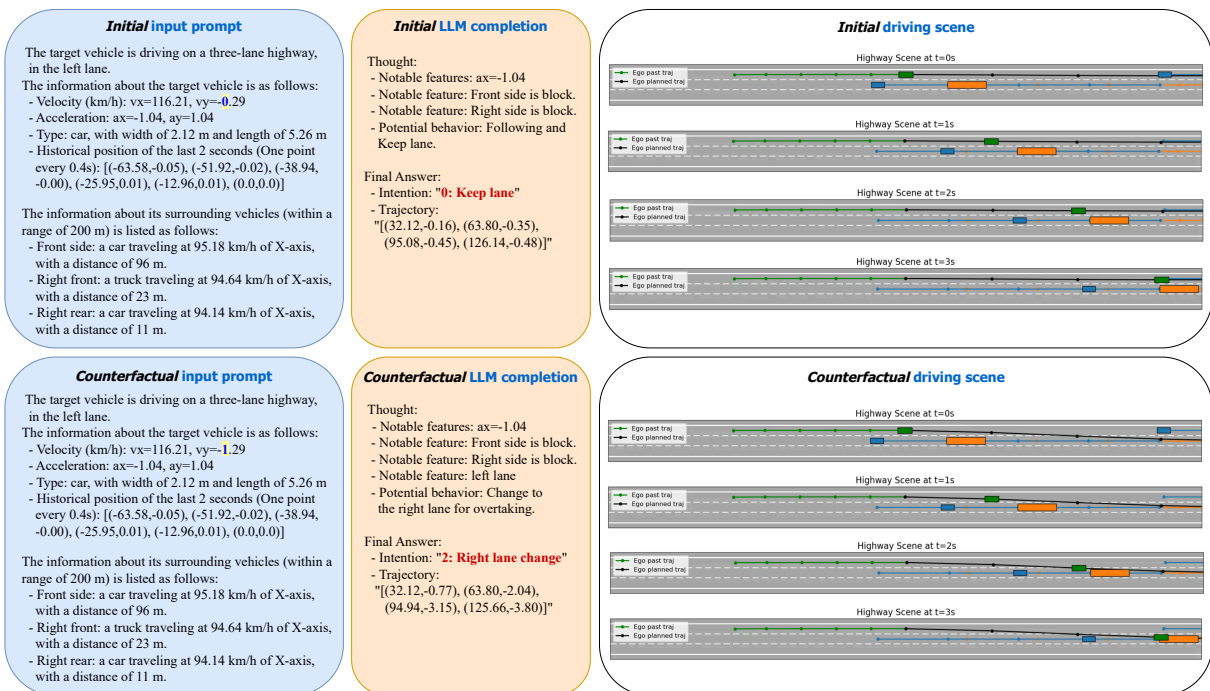 Initial input prompt
The target vehicle is driving on a three-lane highway,
in the left lane.
The information about the target vehicle is as follows:
- Velocity (km/h): vx=116.21, vy=-0.29
- Acceleration: ax=-1.04, ay=1.04
- Type: car, with width of 2.12 m and length of 5.26 m
- Historical position of the last 2 seconds (One point
every 0.4s): [(-63.58,-0.05), (-51.92,-0.02), (-38.94,
-0.00), (-25.95,0.01), (-12.96,0.01), (0.0,0.0)]
The information about its surrounding vehicles (within a
range of 200 m) is listed as follows:
- Front side: a car traveling at 95.18 km/h of X-axis,
with a distance of 96 m.
- Right front: a truck traveling at 94.64 km/h of X-axis,
with a distance of 23 m.
- Right rear: a car traveling at 94.14 km/h of X-axis,
with a distance of 11 m.
Initial LLM completion
Thought:
- Notable features: ax=-1.04
- Notable feature: Front side is block.
- Notable feature: Right side is block.
- Potential behavior: Following and
Keep lane.
Final Answer:
- Intention: "0: Keep lane"
- Trajectory:
"[(32.12,-0.16), (63.80,-0.35),
(95.08,-0.45), (126.14,-0.48)]"
Initial driving scene
Highway Scene at t=0s
Ego past traj
Ego planned traj
Highway Scene at t=1s
Ego past traj
Ego planned traj
Highway Scene at t=2s
Ego past traj
Ego planned traj
Highway Scene at t=3s
Ego past traj
Ego planned traj
Counterfactual input prompt
The target vehicle is driving on a three-lane highway,
in the left lane.
The information about the target vehicle is as follows:
- Velocity (km/h): vx=116.21, vy=-1.29
- Acceleration: ax=-1.04, ay=1.04
- Type: car, with width of 2.12 m and length of 5.26 m
- Historical position of the last 2 seconds (One point
every 0.4s): [(-63.58,-0.05), (-51.92,-0.02), (-38.94,
-0.00), (-25.95,0.01), (-12.96,0.01), (0.0,0.0)]
The information about its surrounding vehicles (within a
range of 200 m) is listed as follows:
- Front side: a car traveling at 95.18 km/h of X-axis,
with a distance of 96 m.
- Right front: a truck traveling at 94.64 km/h of X-axis,
with a distance of 23 m.
- Right rear: a car traveling at 94.14 km/h of X-axis,
with a distance of 11 m.
Counterfactual LLM completion
Thought:
- Notable features: ax=-1.04
- Notable feature: Front side is block.
- Notable feature: Right side is block.
- Notable feature: left lane
- Potential behavior: Change to
the right lane for overtaking.
Final Answer:
- Intention: "2: Right lane change"
- Trajectory:
"[(32.12,-0.77), (63.80,-2.04),
(94.94,-3.15), (125.66,-3.80)]"
Counterfactual driving scene
Highway Scene at t=0s
Ego past traj
Ego planned traj
Highway Scene at t=1s
Ego past traj
Ego planned traj
Highway Scene at t=2s
Ego past traj
Ego planned traj
Highway Scene at t=3s
Ego past traj
Ego planned traj